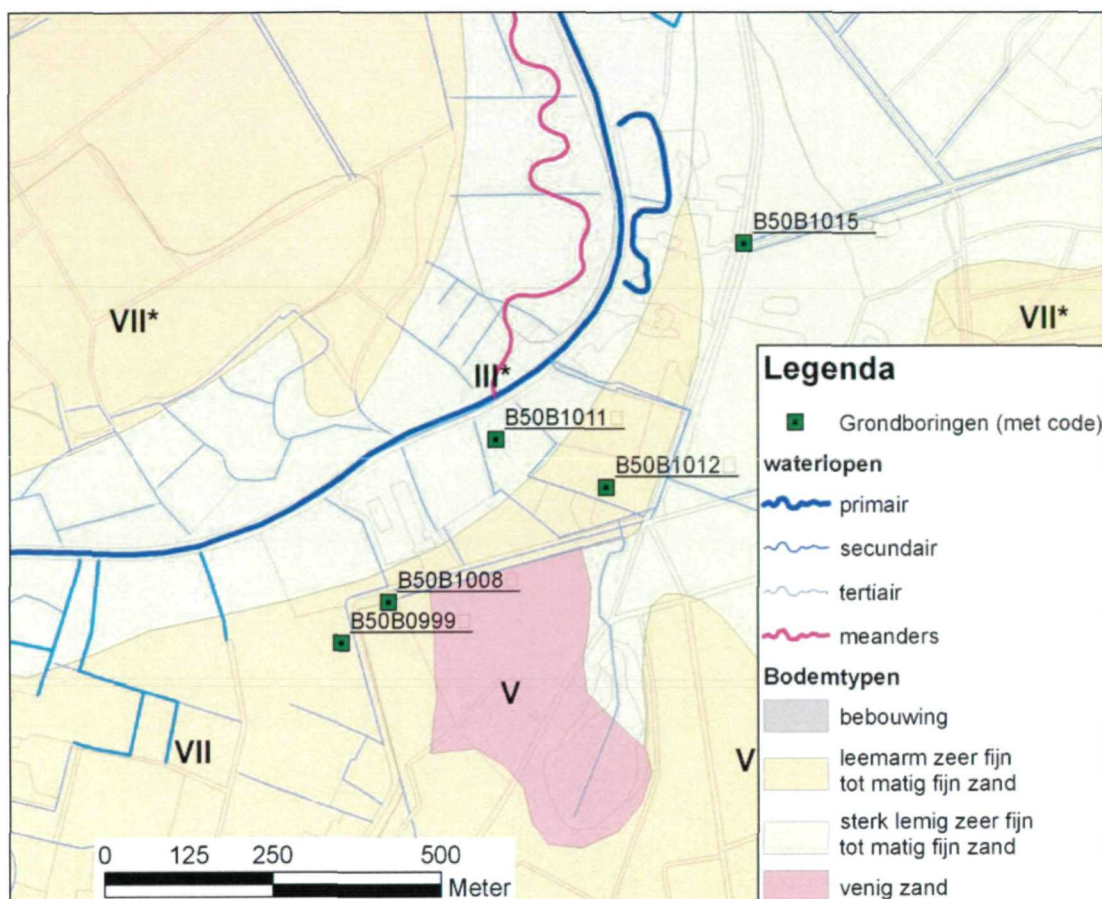 B50B1015
VII*
VII*
III*
B50B1011
B50B1012
B50B1008
B50B0999
V
VII
V
0 125 250 500
Meter
Legenda
Grondboringen (met code)
waterlopen
primair
secundair
tertiair
meanders
Bodemtypen
bebouwing
leemarm zeer fijn
tot matig fijn zand
sterk lemig zeer fijn
tot matig fijn zand
venig zand